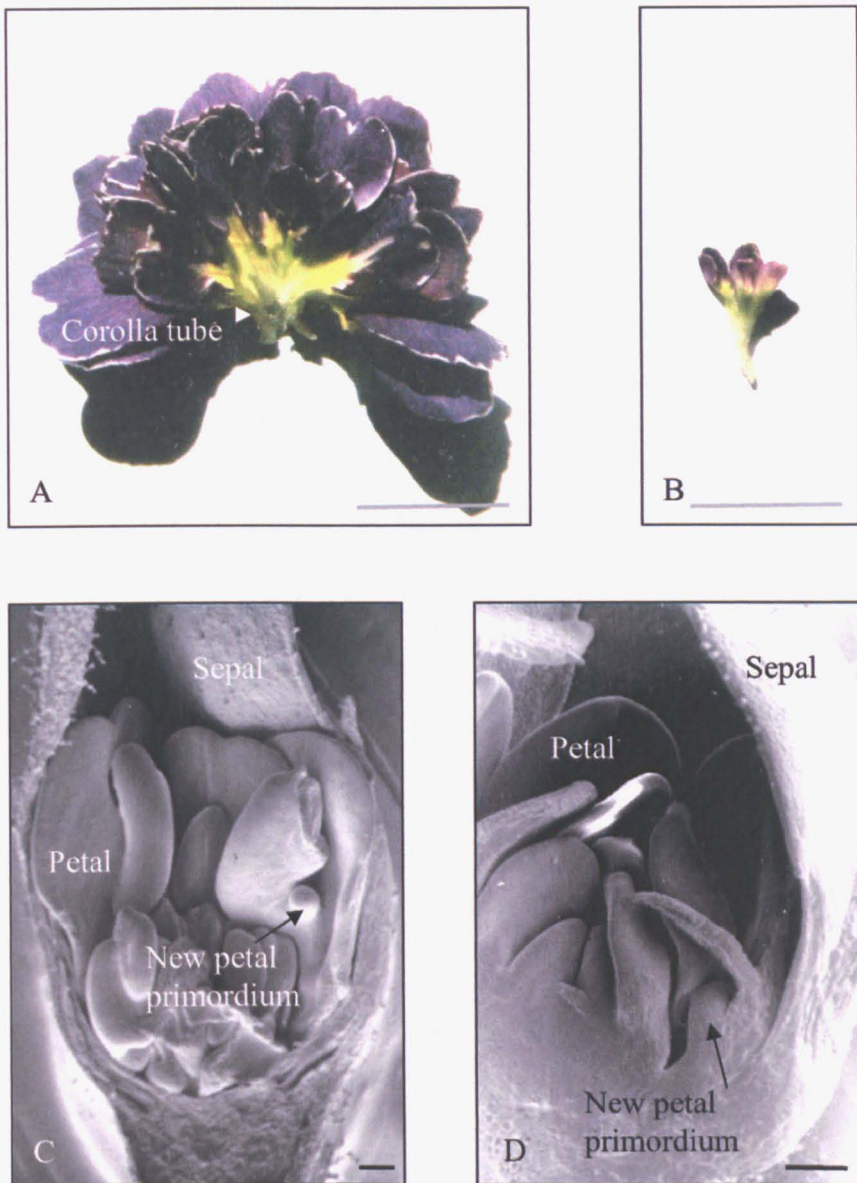 Corolla tube
A
B
Sepal
Petal
New petal
primordium
C
Sepal
Petal
New petal
primordium
D